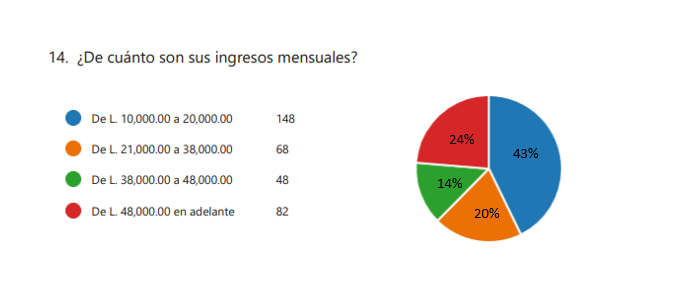 14. ¿De cuánto son sus ingresos mensuales?
De L. 10,000.00 a 20,000.00 148
De L. 21,000.00 a 38,000.00 68
De L. 38,000.00 a 48,000.00 48
De L. 48,000.00 en adelante 82
24%
43%
14%
20%